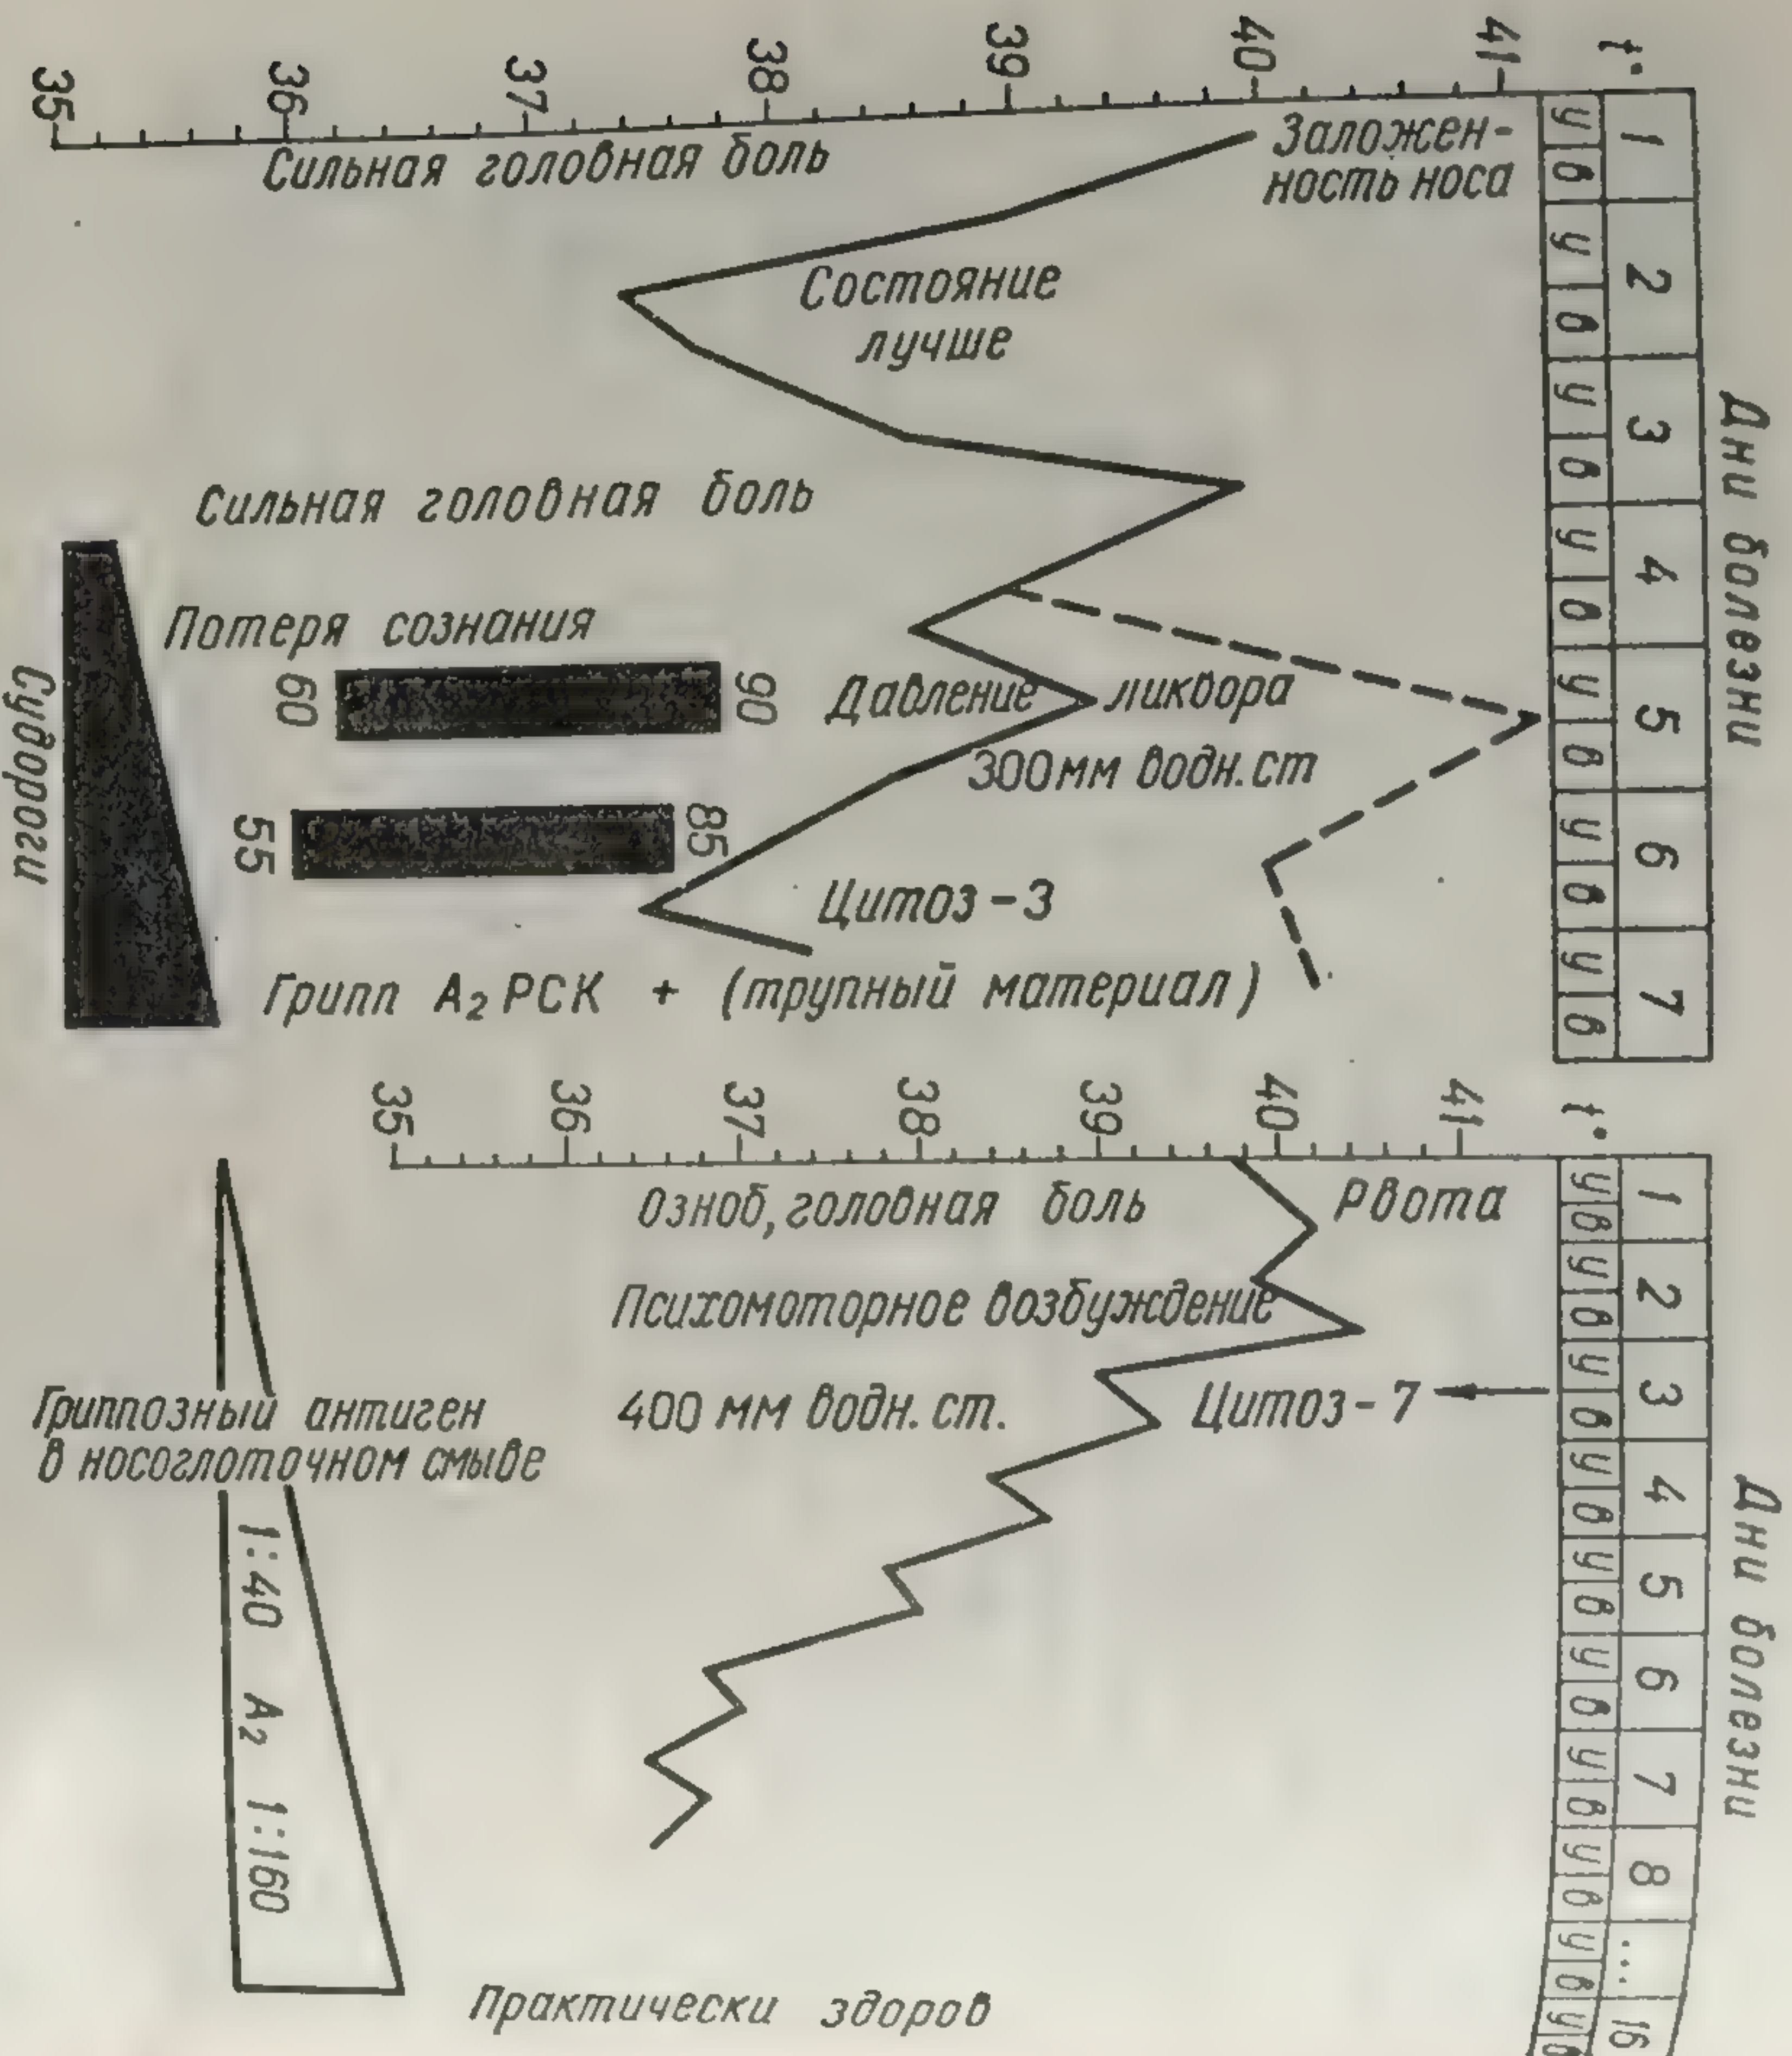 t°
35 36 37 38 39 40 41
Дни болезни
1 2 3 4 5 6 7
у в у в у в у в у в у в у в
Сильная головная боль
Заложен-
ность носа
Состояние
лучше
Сильная головная боль
Потеря сознания
60 90
Давление ликвора
300мм водн.ст
55 85
Судороги
Цитоз-3
Грипп А₂ РСК + (трупный материал)
t°
35 36 37 38 39 40 41
Дни болезни
1 2 3 4 5 6 7 8 ... 16
у в у в у в у в у в у в у в у в у в у в
Озноб, головная боль
Рвота
Психомоторное возбуждение
400 мм водн. ст.
Цитоз-7
Гриппозный антиген
в носоглоточном смыве
1:40 А₂ 1:160
Практически здоров